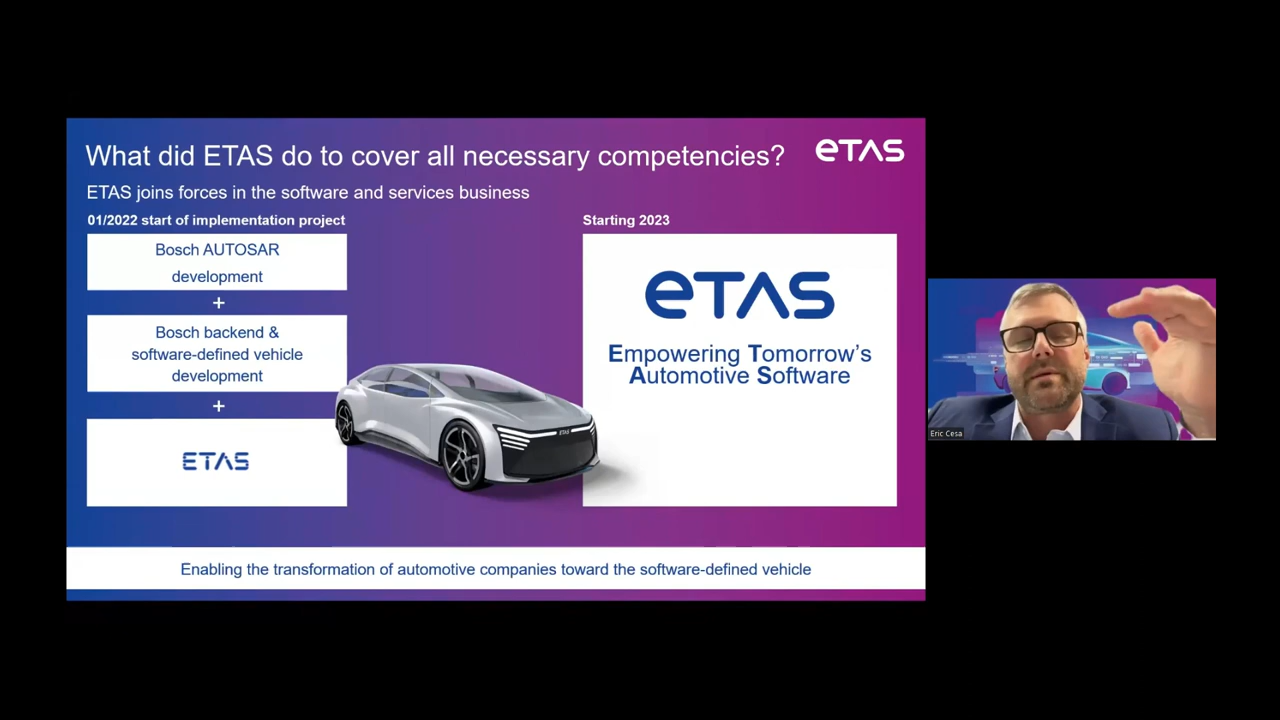 What did ETAS do to cover all necessary competencies?
ETAS
ETAS joins forces in the software and services business
01/2022 start of implementation project
Bosch AUTOSAR
development
+
Bosch backend &
software-defined vehicle
development
+
ETAS
ETAS
Starting 2023
ETAS
Empowering Tomorrow's
Automotive Software
Enabling the transformation of automotive companies toward the software-defined vehicle
Eric Cesa